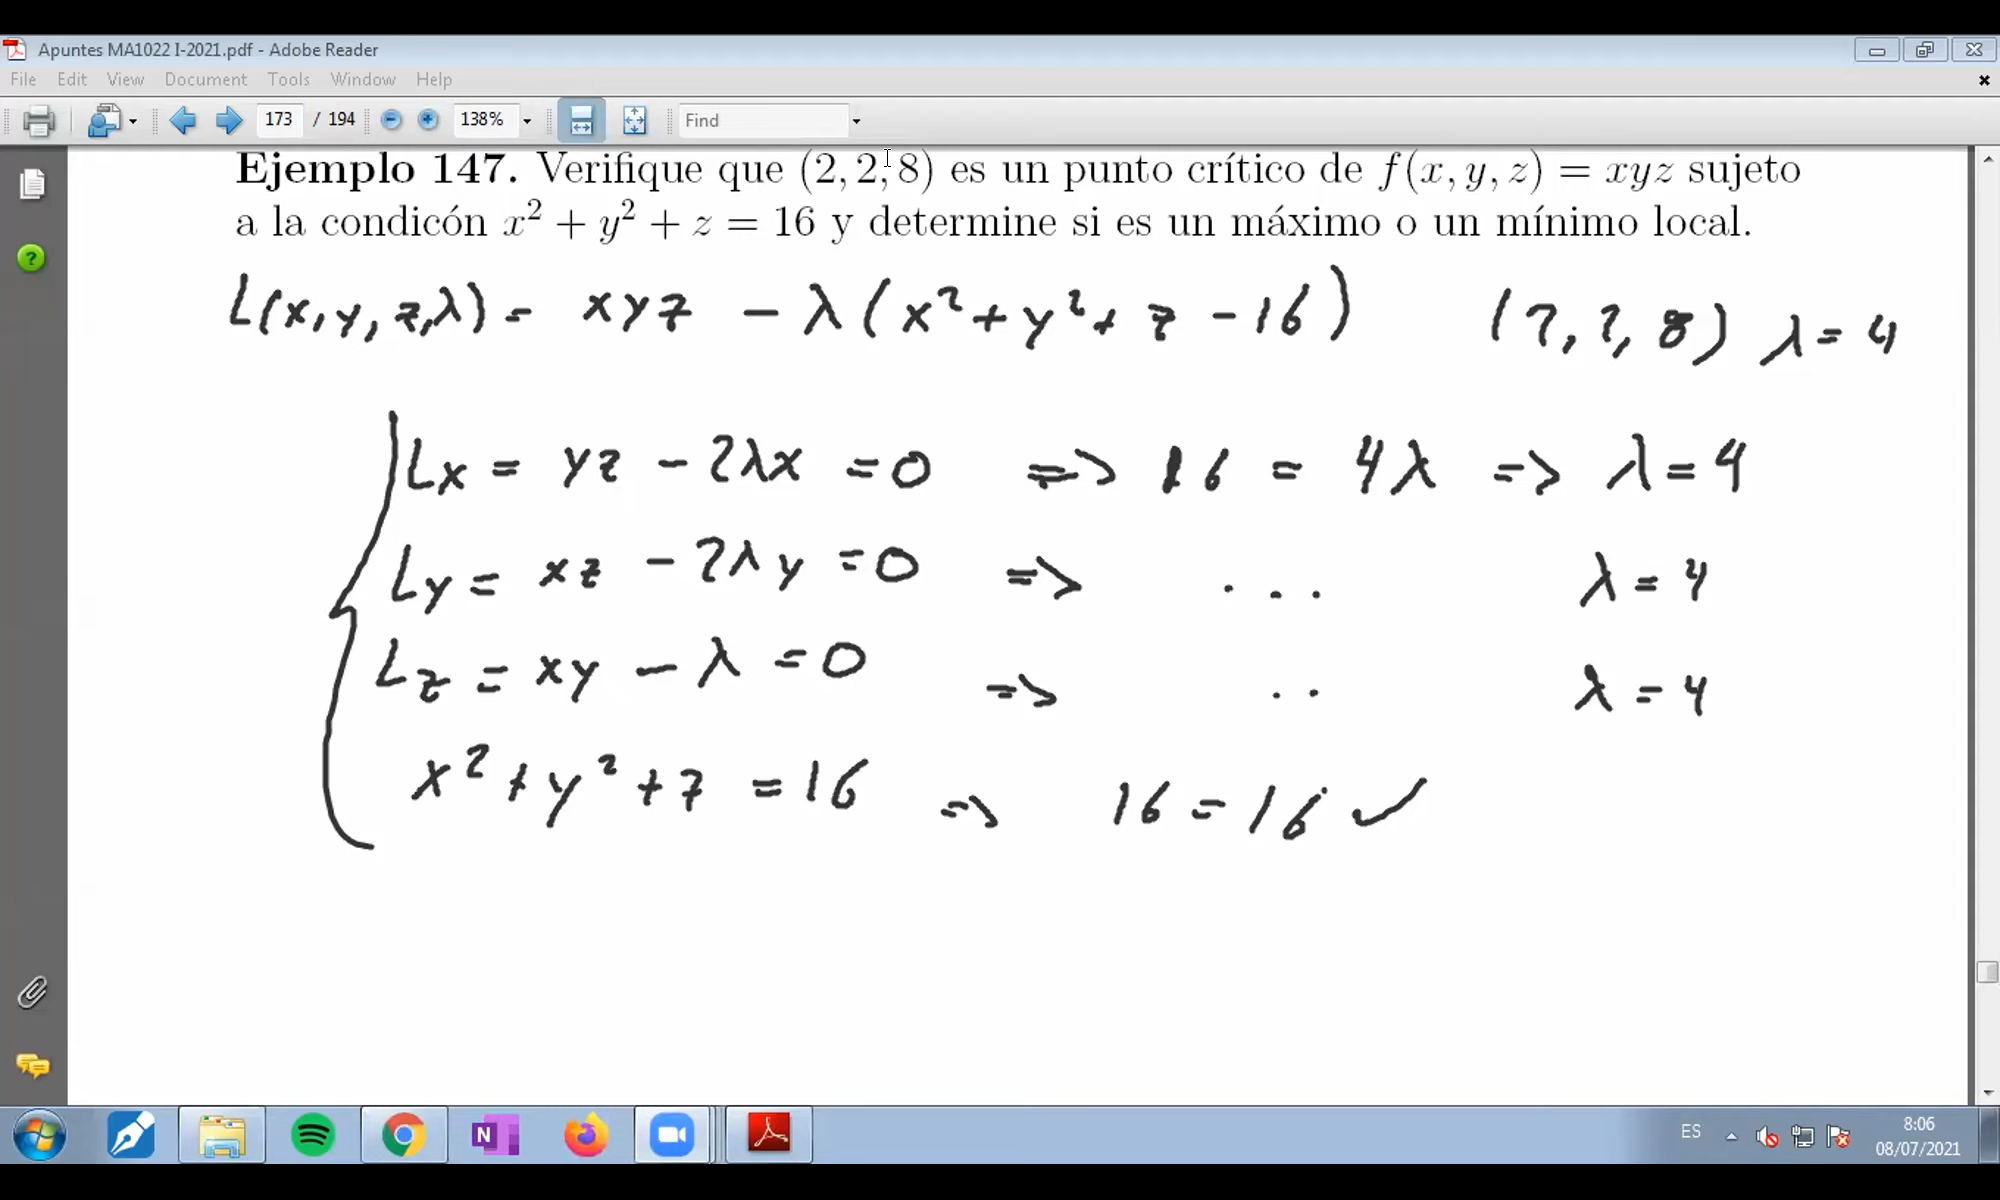 Apuntes MA1022 I-2021.pdf - Adobe Reader
File Edit View Document Tools Window Help
173 / 194 138% Find
Ejemplo 147. Verifique que (2, 2, 8) es un punto crítico de f(x, y, z) = xyz sujeto
a la condicón x² + y² + z = 16 y determine si es un máximo o un mínimo local.
L(x, y, z, λ) = xyz − λ(x² + y² + z − 16) (2, 2, 8) λ = 4
Lx = yz − 2λx = 0 => 16 = 4λ => λ = 4
Ly = xz − 2λy = 0 => ... λ = 4
Lz = xy − λ = 0 => .. λ = 4
x² + y² + z = 16 => 16 = 16 ✓
ES 8:06
08/07/2021